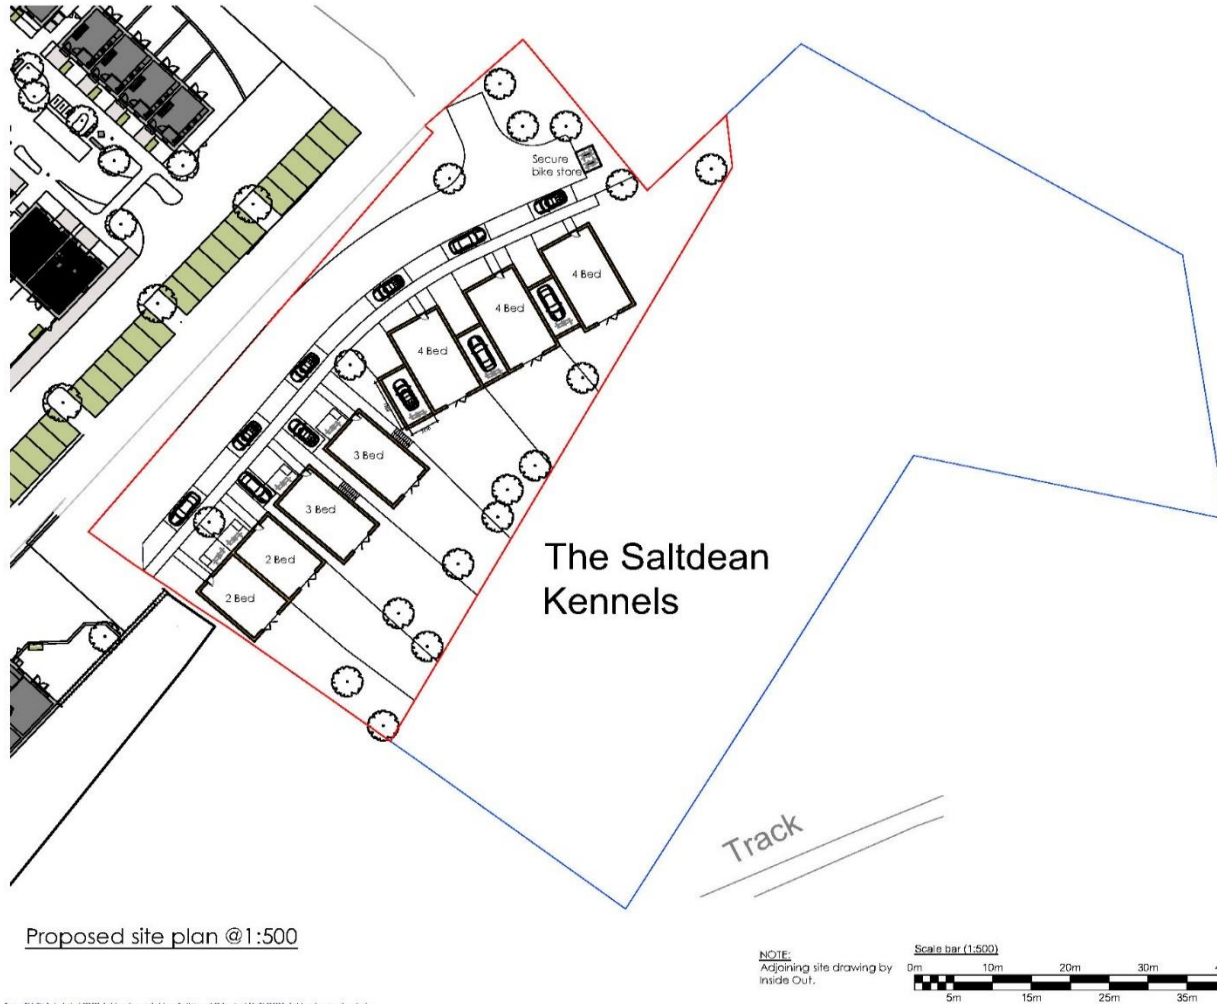 Secure
bike store
4 Bed
4 Bed
4 Bed
3 Bed
3 Bed
2 Bed
2 Bed
The Saltdean
Kennels
Track
Proposed site plan @1:500
NOTE:
Adjoining site drawing by
Inside Out.
Scale bar (1:500)
0m 10m 20m 30m
5m 15m 25m 35m